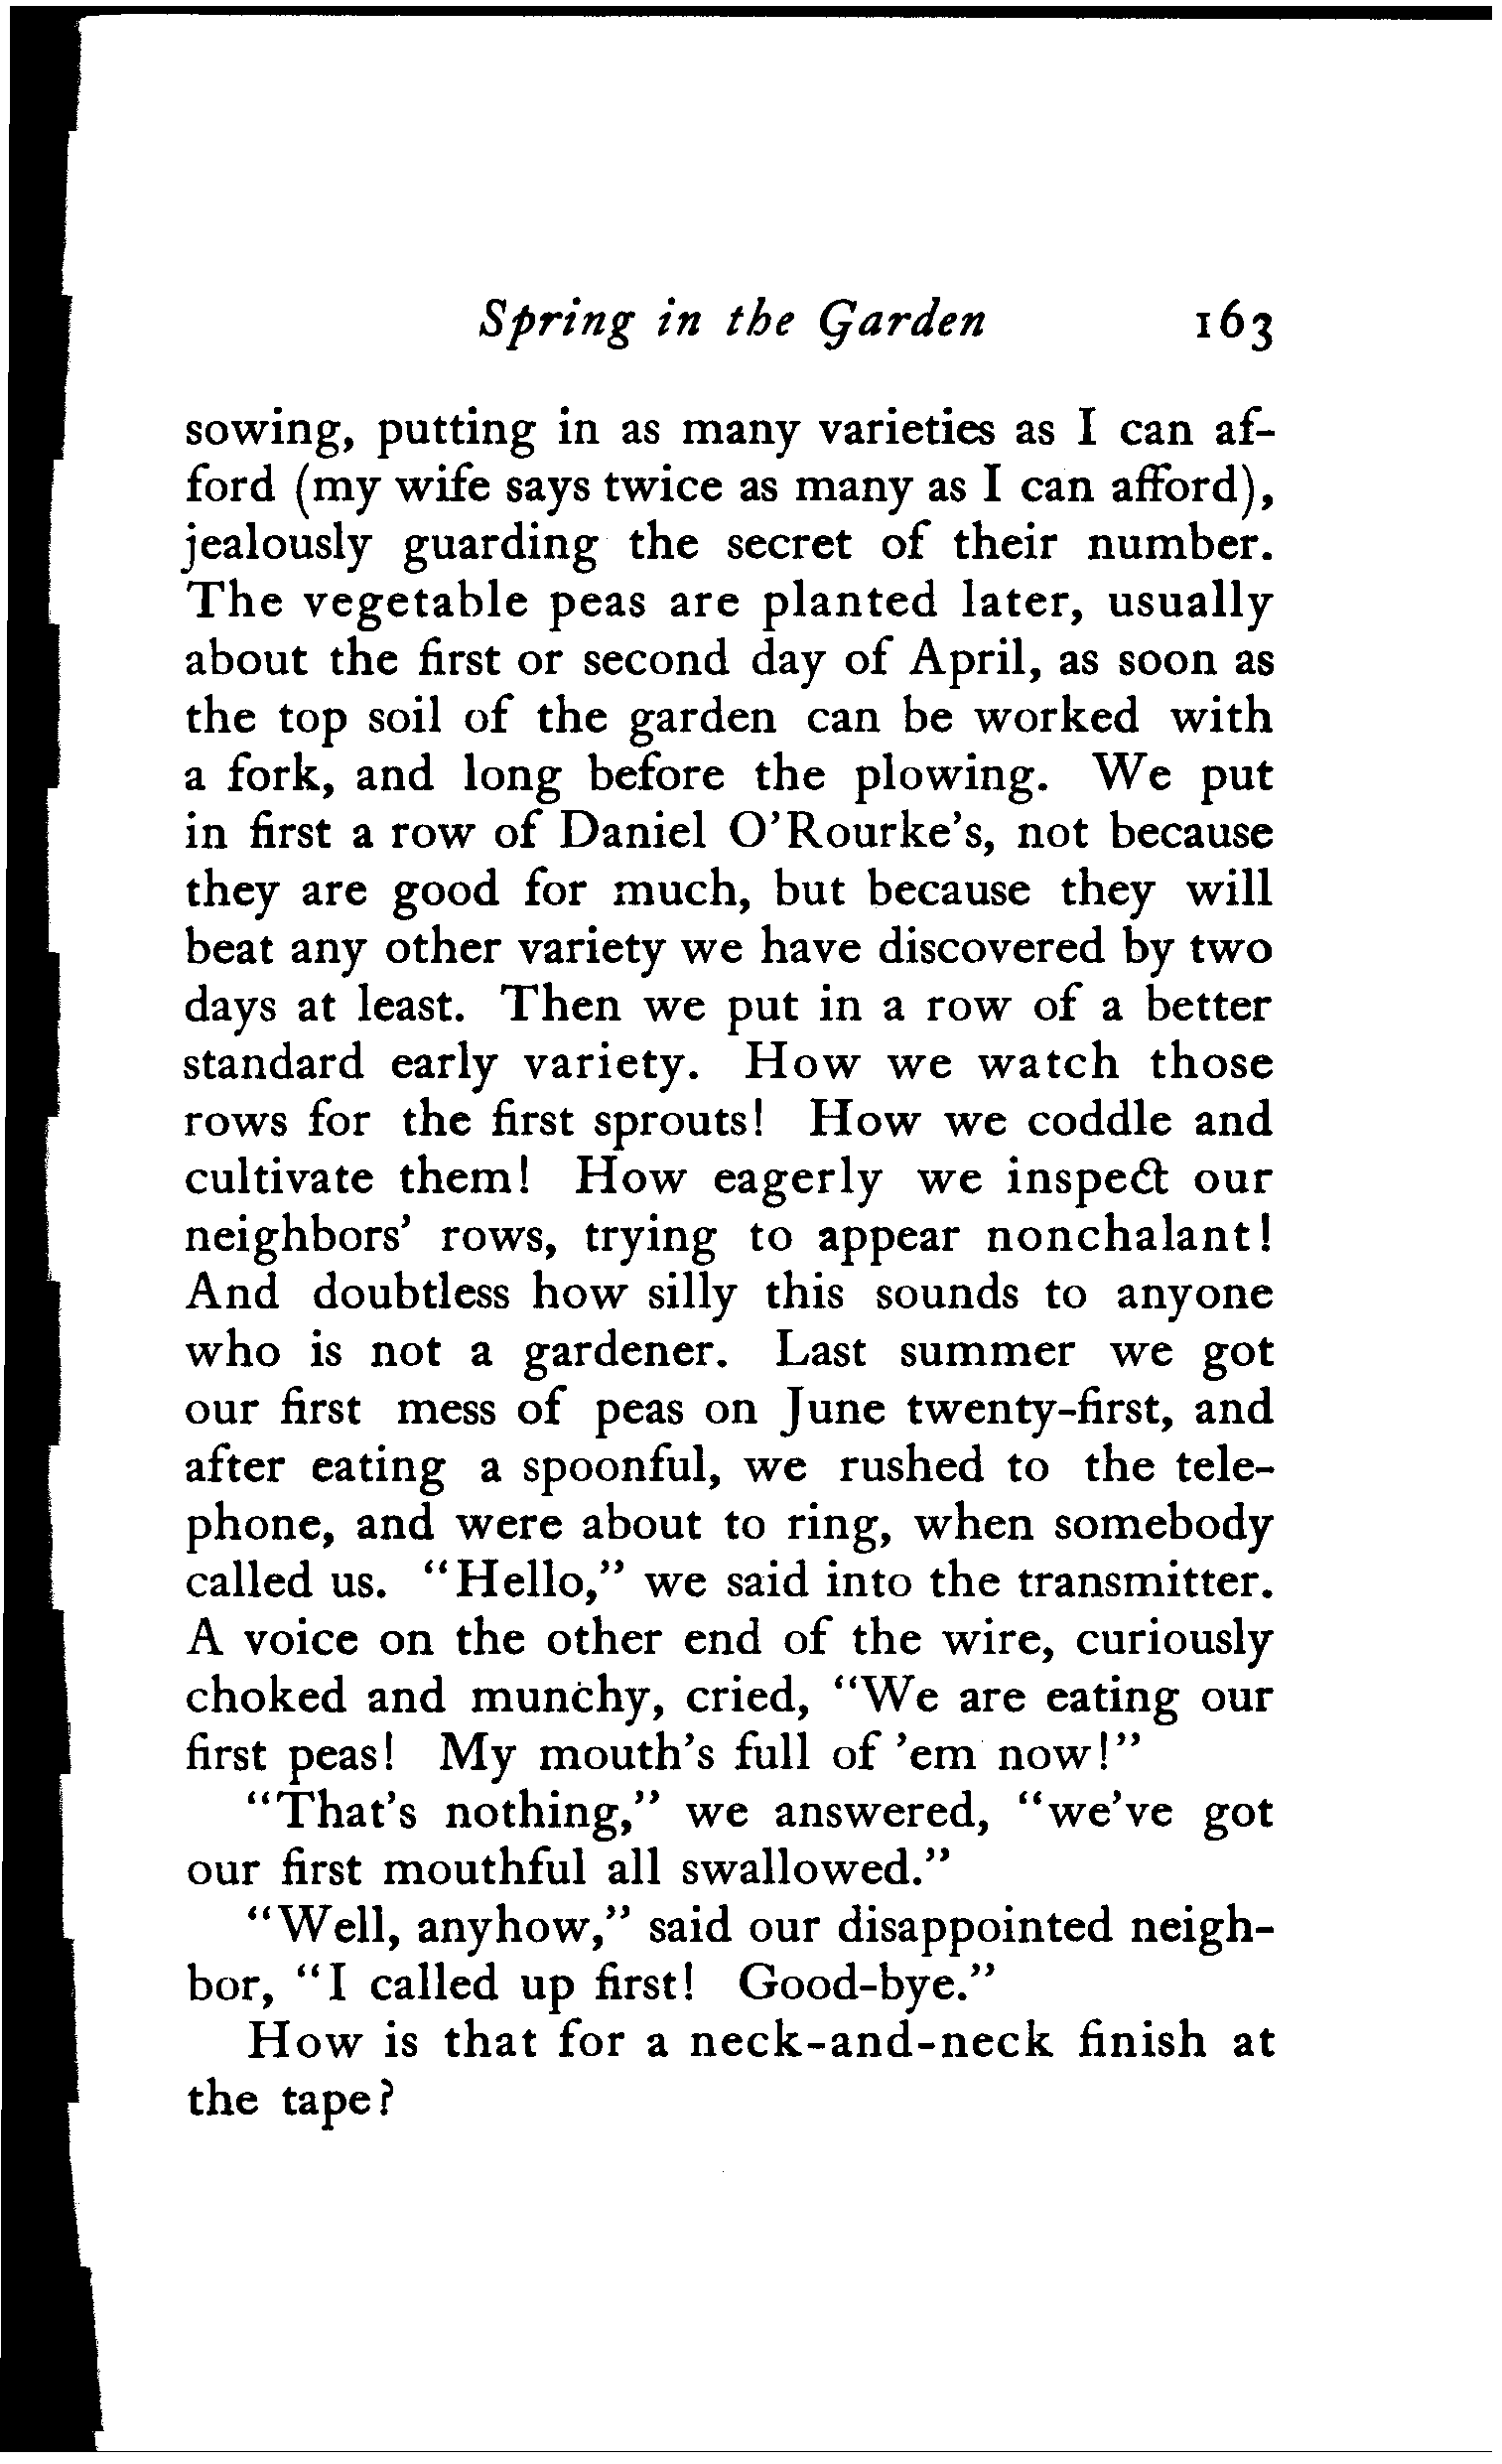 Spring in the Garden 163
sowing, putting in as many varieties as I can af-
ford (my wife says twice as many as I can afford),
jealously guarding the secret of their number.
The vegetable peas are planted later, usually
about the first or second day of April, as soon as
the top soil of the garden can be worked with
a fork, and long before the plowing. We put
in first a row of Daniel O'Rourke's, not because
they are good for much, but because they will
beat any other variety we have discovered by two
days at least. Then we put in a row of a better
standard early variety. How we watch those
rows for the first sprouts! How we coddle and
cultivate them! How eagerly we inspect our
neighbors' rows, trying to appear nonchalant!
And doubtless how silly this sounds to anyone
who is not a gardener. Last summer we got
our first mess of peas on June twenty-first, and
after eating a spoonful, we rushed to the tele-
phone, and were about to ring, when somebody
called us. "Hello," we said into the transmitter.
A voice on the other end of the wire, curiously
choked and munchy, cried, "We are eating our
first peas! My mouth's full of 'em now!"
"That's nothing," we answered, "we've got
our first mouthful all swallowed."
"Well, anyhow," said our disappointed neigh-
bor, "I called up first! Good-bye."
How is that for a neck-and-neck finish at
the tape?